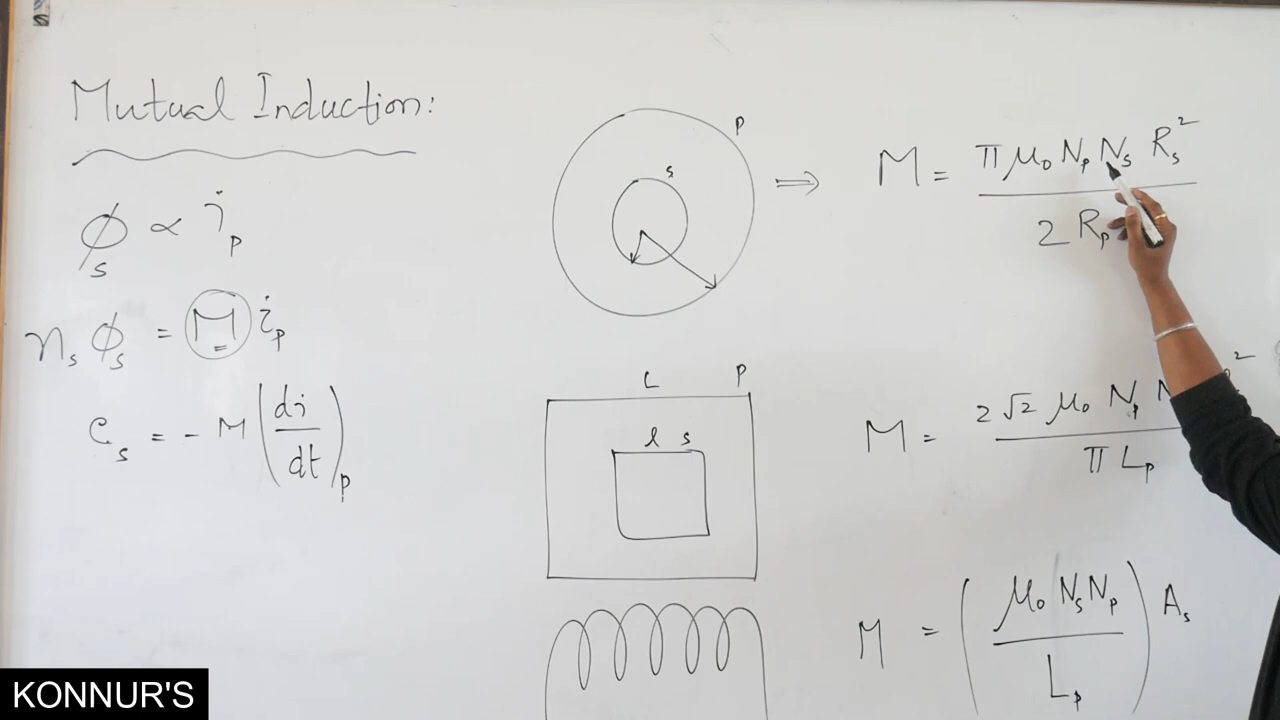 Mutual Induction:
ϕs ∝ ip
ns ϕs = M ip
es = - M (di/dt)p
P
s
⇒ M = π μ0 Np Ns Rs² / 2 Rp
L P
l s
M = 2 √2 μ0 Np / π Lp
M = (μ0 Ns Np / Lp) As
KONNUR'S